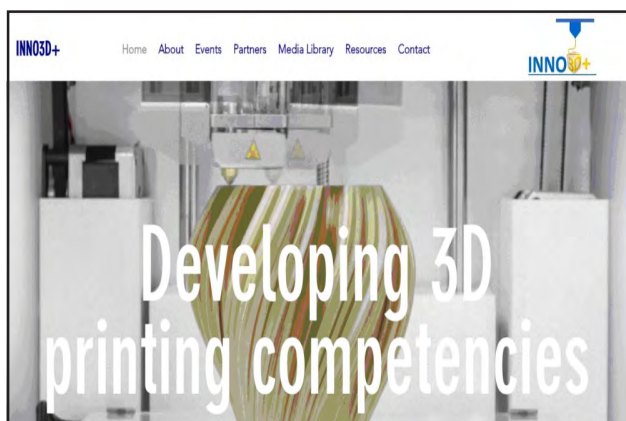 INNO3D+
Home About Events Partners Media Library Resources Contact
INNO3D+
Developing 3D
printing competencies